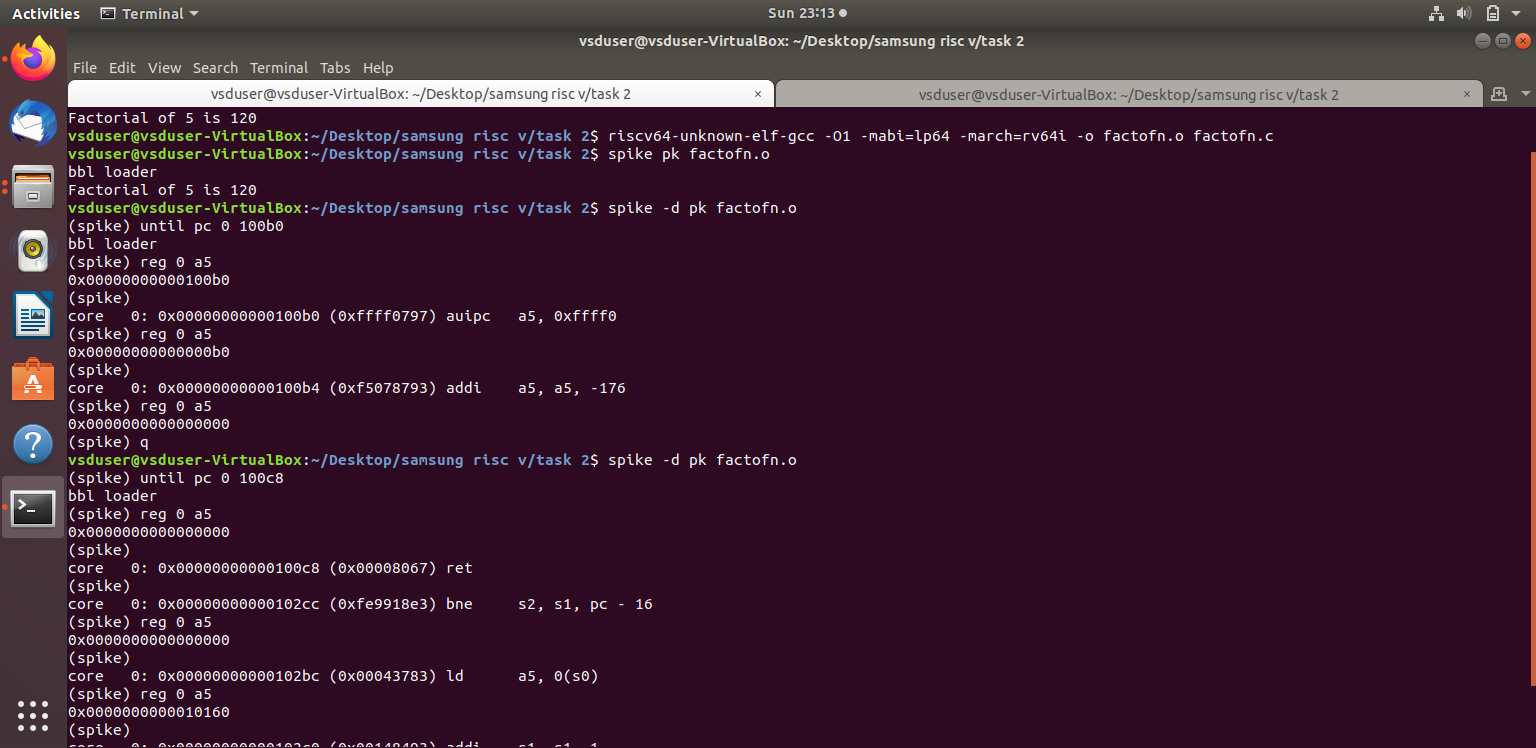 Activities Terminal Sun 23:13
vsduser@vsduser-VirtualBox: ~/Desktop/samsung risc v/task 2
File Edit View Search Terminal Tabs Help
vsduser@vsduser-VirtualBox: ~/Desktop/samsung risc v/task 2 × vsduser@vsduser-VirtualBox: ~/Desktop/samsung risc v/task 2 ×
Factorial of 5 is 120
vsduser@vsduser-VirtualBox:~/Desktop/samsung risc v/task 2$ riscv64-unknown-elf-gcc -O1 -mabi=lp64 -march=rv64i -o factofn.o factofn.c
vsduser@vsduser-VirtualBox:~/Desktop/samsung risc v/task 2$ spike pk factofn.o
bbl loader
Factorial of 5 is 120
vsduser@vsduser-VirtualBox:~/Desktop/samsung risc v/task 2$ spike -d pk factofn.o
(spike) until pc 0 100b0
bbl loader
(spike) reg 0 a5
0x00000000000100b0
(spike)
core   0: 0x00000000000100b0 (0xffff0797) auipc   a5, 0xffff0
(spike) reg 0 a5
0x00000000000000b0
(spike)
core   0: 0x00000000000100b4 (0xf5078793) addi    a5, a5, -176
(spike) reg 0 a5
0x0000000000000000
(spike) q
vsduser@vsduser-VirtualBox:~/Desktop/samsung risc v/task 2$ spike -d pk factofn.o
(spike) until pc 0 100c8
bbl loader
(spike) reg 0 a5
0x0000000000000000
(spike)
core   0: 0x00000000000100c8 (0x00008067) ret
(spike)
core   0: 0x00000000000102cc (0xfe9918e3) bne     s2, s1, pc - 16
(spike) reg 0 a5
0x0000000000000000
(spike)
core   0: 0x00000000000102bc (0x00043783) ld      a5, 0(s0)
(spike) reg 0 a5
0x0000000000010160
(spike)
core   0: 0x00000000000102c0 (0x00148493) addi    s1, s1, 1